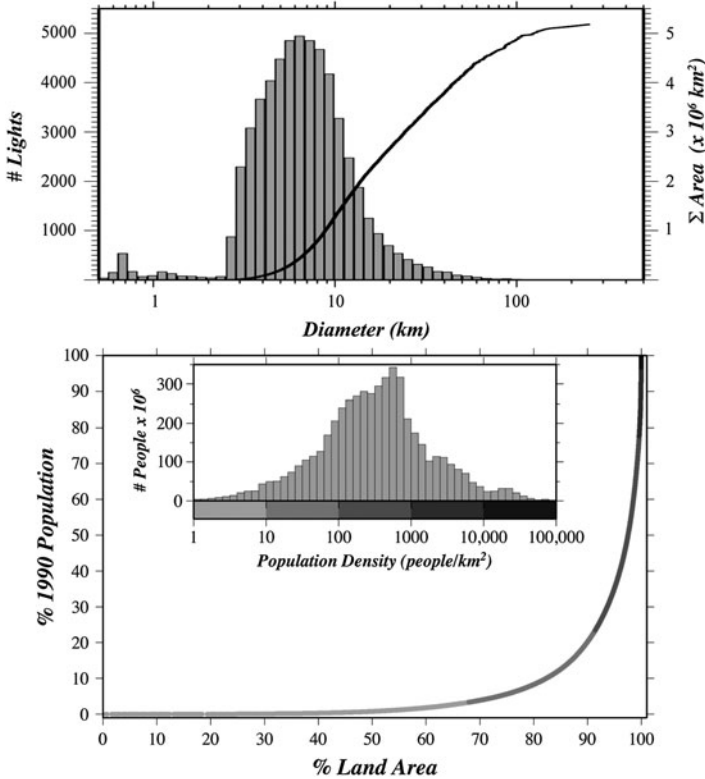 5000
4000
3000
2000
1000
# Lights
5
4
3
2
1
Σ Area (x 10⁶ km²)
1 10 100
Diameter (km)
100
90
80
70
60
50
40
30
20
10
0
% 1990 Population
300
200
100
0
# People x 10⁶
1 10 100 1000 10,000 100,000
Population Density (people/km²)
0 10 20 30 40 50 60 70 80 90 100
% Land Area